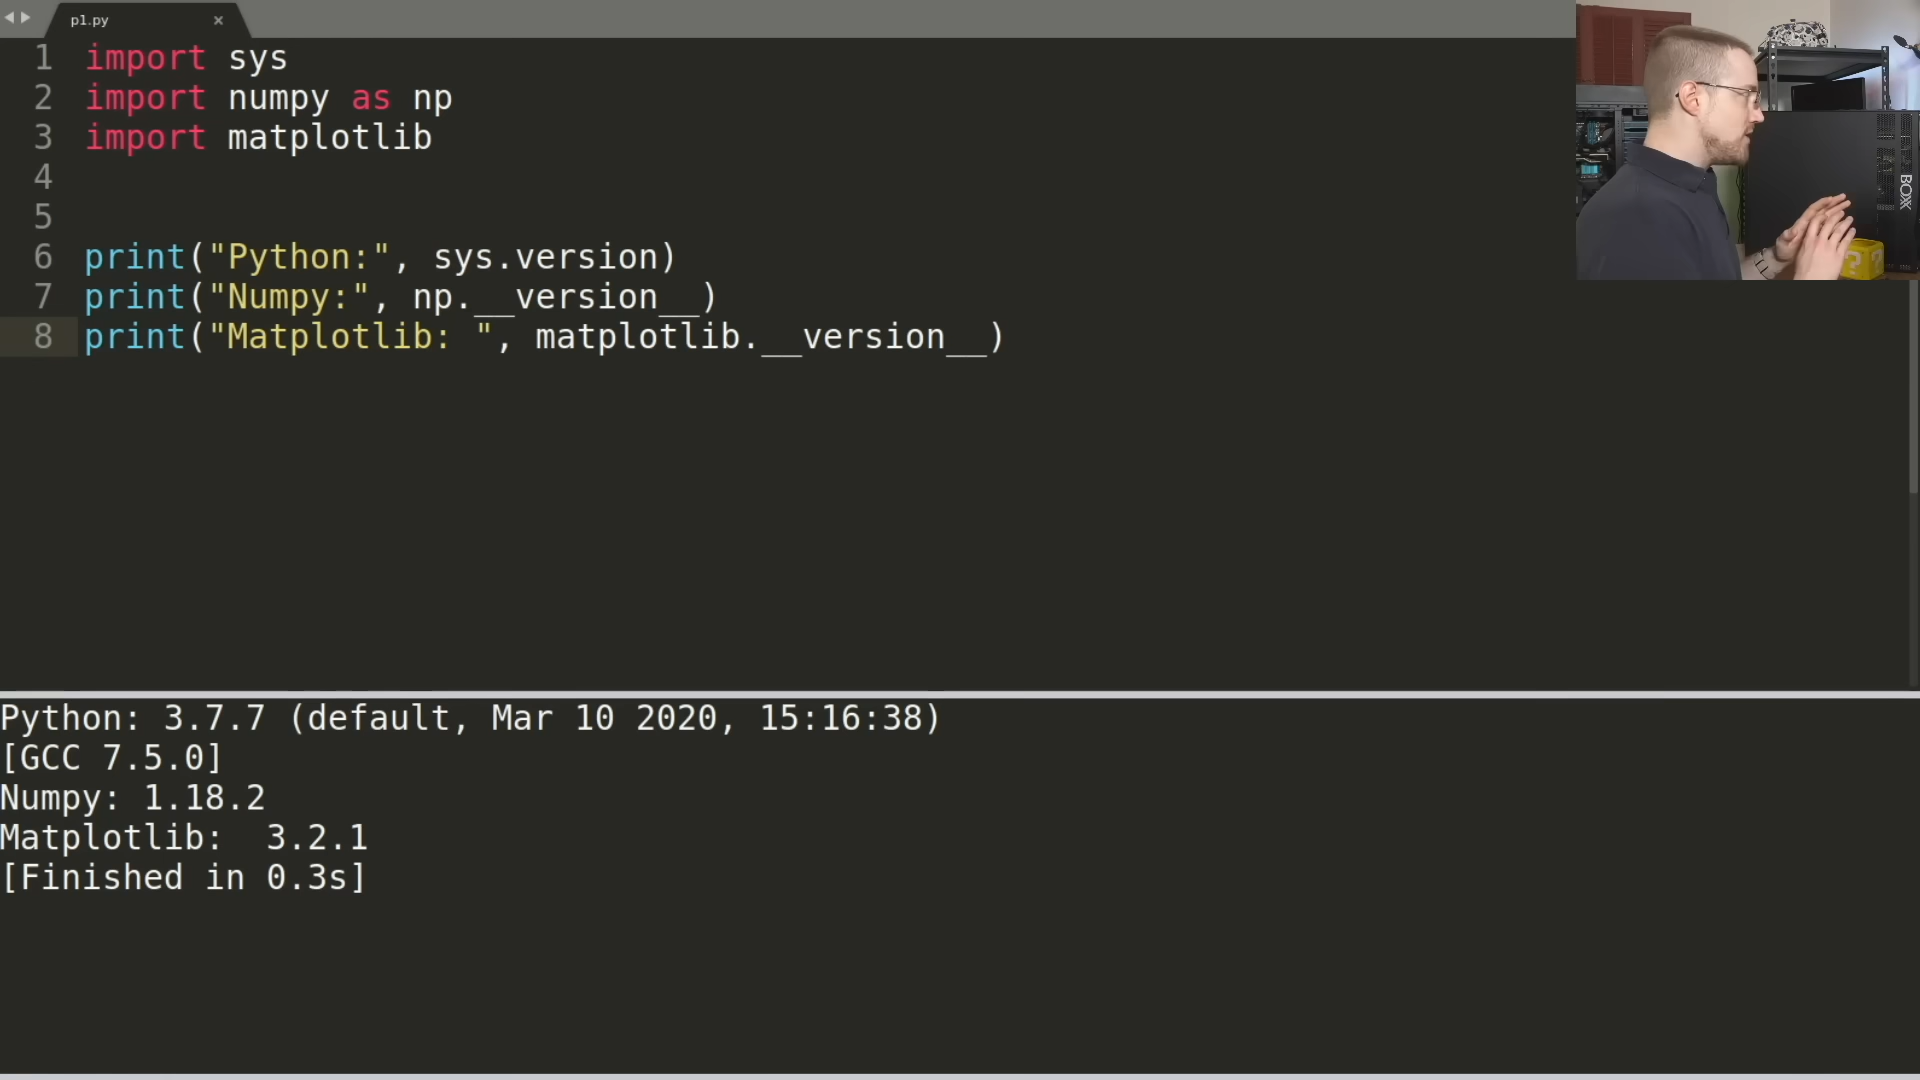 p1.py
1 import sys
2 import numpy as np
3 import matplotlib
4
5
6 print("Python:", sys.version)
7 print("Numpy:", np.__version__)
8 print("Matplotlib: ", matplotlib.__version__)
BOXX
? ?
Python: 3.7.7 (default, Mar 10 2020, 15:16:38)
[GCC 7.5.0]
Numpy: 1.18.2
Matplotlib:  3.2.1
[Finished in 0.3s]